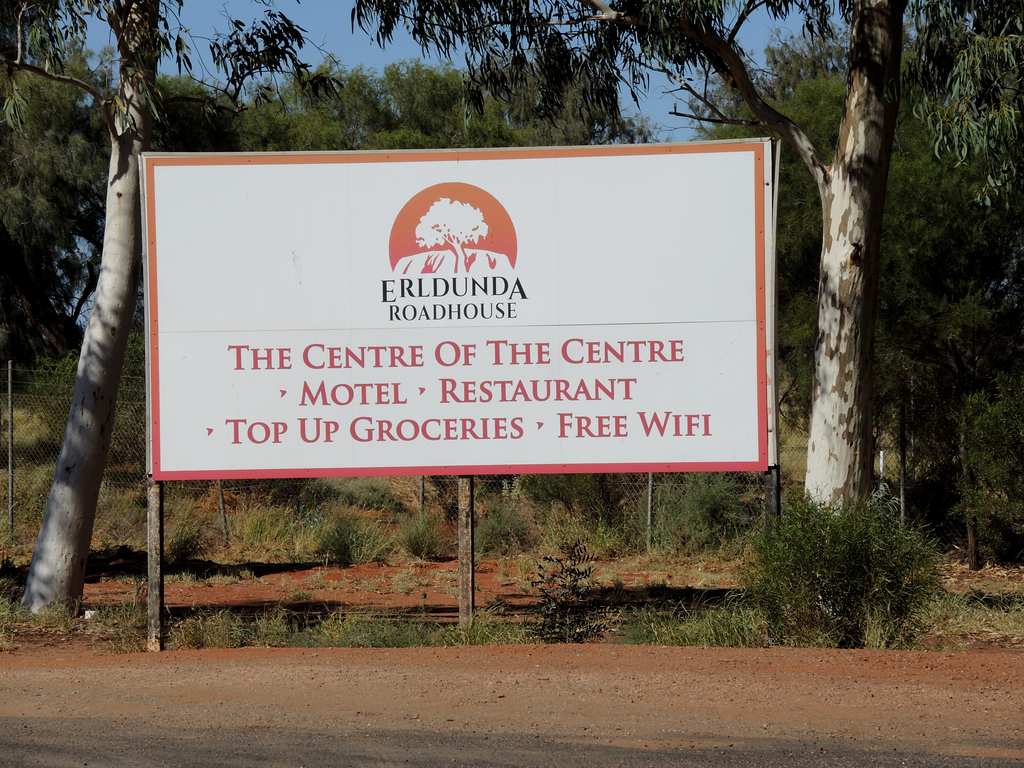 ERLDUNDA
ROADHOUSE
THE CENTRE OF THE CENTRE
· MOTEL · RESTAURANT
· TOP UP GROCERIES · FREE WIFI